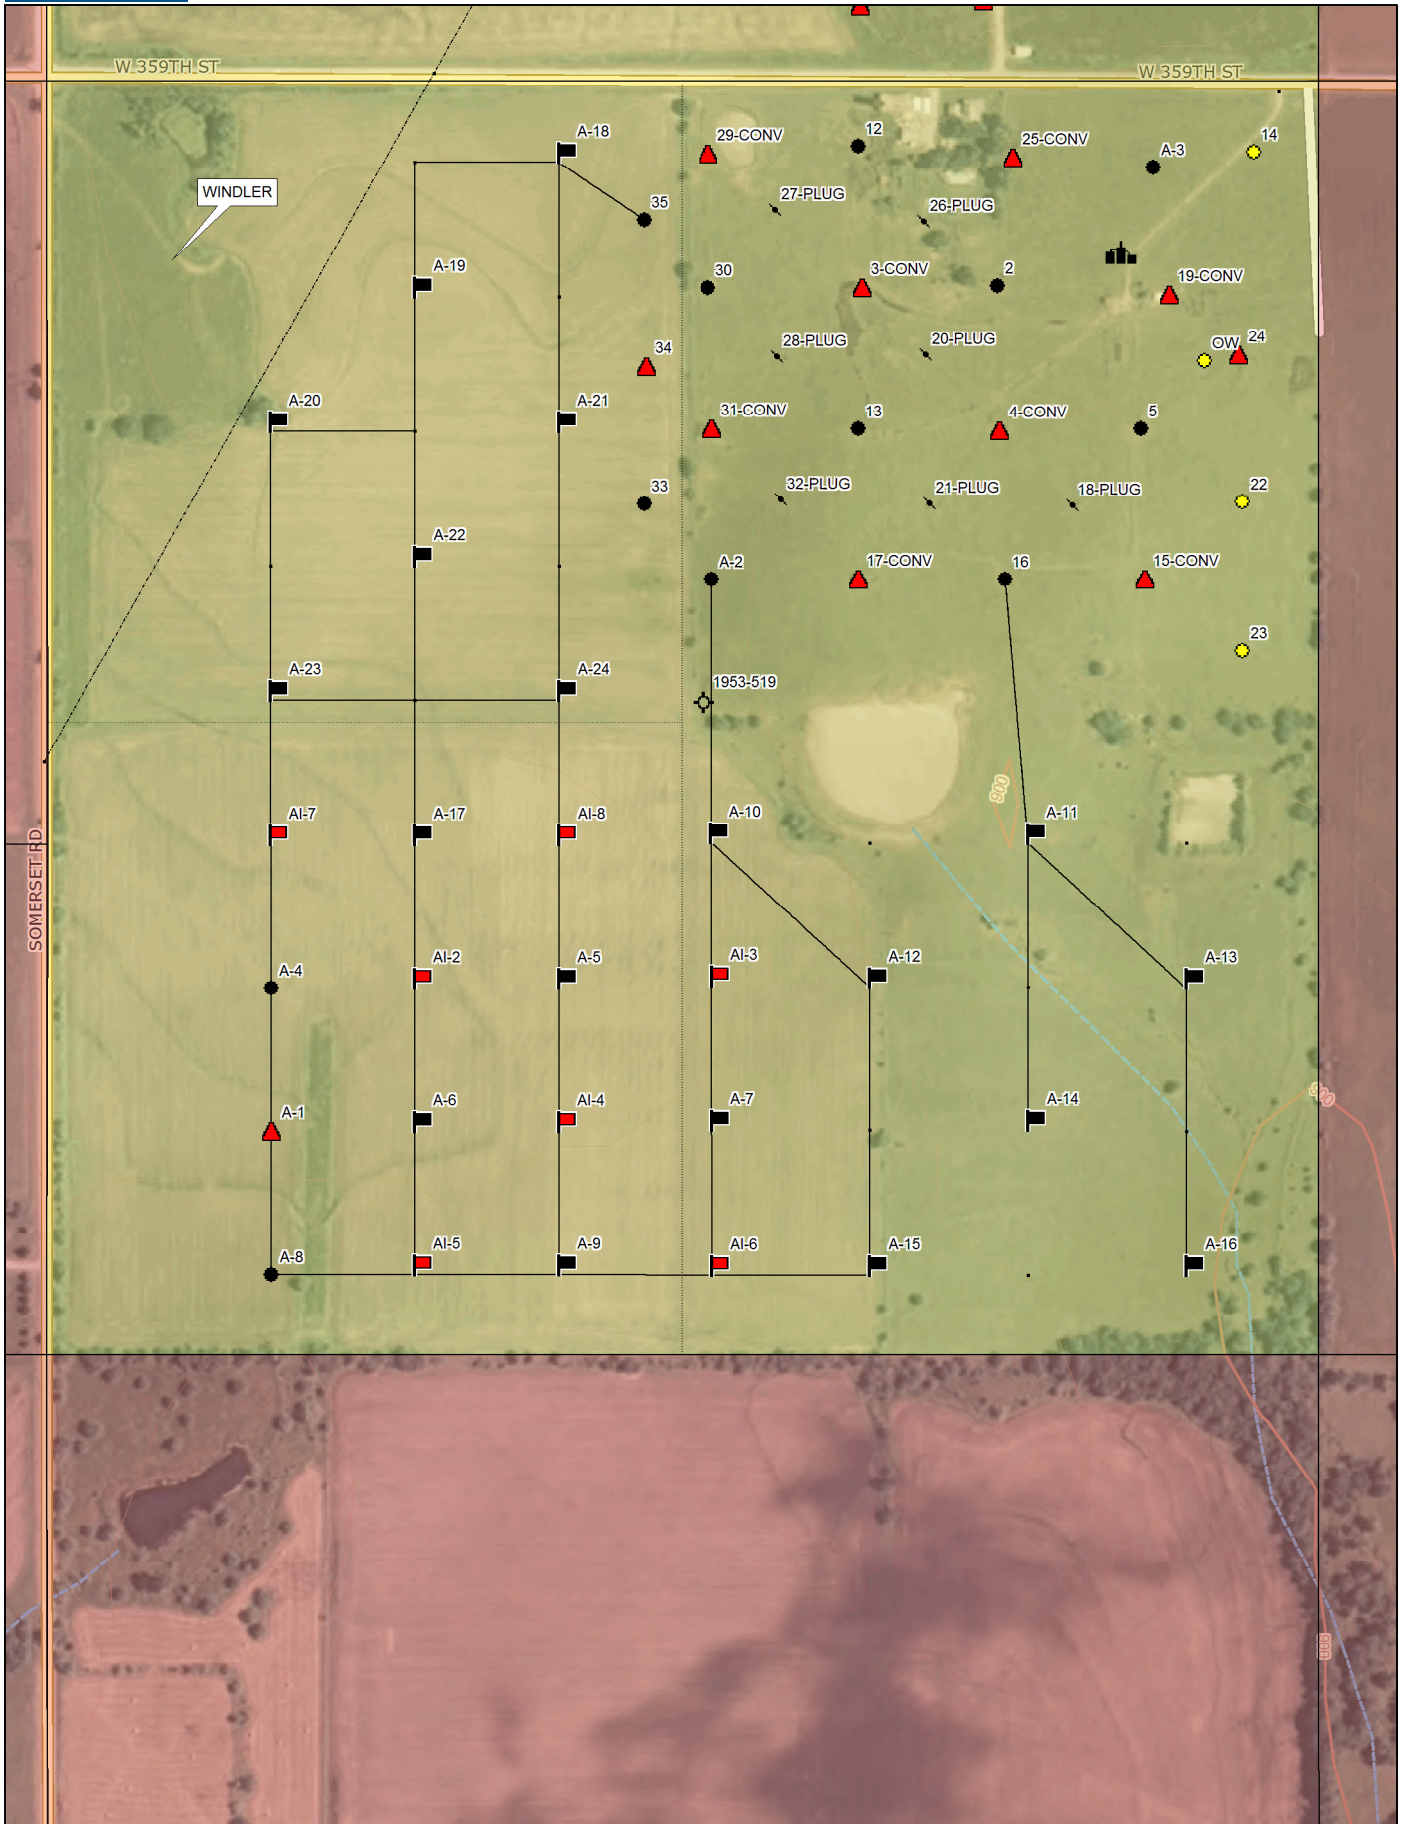 W 359TH ST
W 359TH ST
A-18
29-CONV
12
25-CONV
A-3
14
WINDLER
35
27-PLUG
26-PLUG
A-19
30
3-CONV
2
19-CONV
34
28-PLUG
20-PLUG
OW
24
A-20
A-21
31-CONV
13
4-CONV
5
33
32-PLUG
21-PLUG
18-PLUG
22
A-22
A-2
17-CONV
16
15-CONV
23
A-23
A-24
1953-519
900
AI-7
A-17
AI-8
A-10
A-11
SOMERSET RD
A-4
AI-2
A-5
AI-3
A-12
A-13
A-1
A-6
AI-4
A-7
A-14
900
A-8
AI-5
A-9
AI-6
A-15
A-16
980